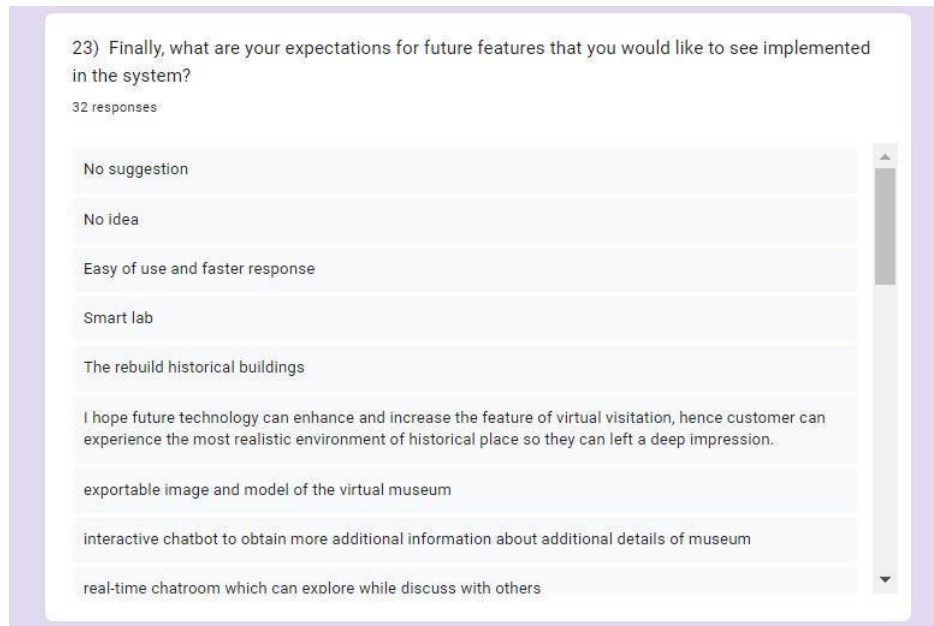 23) Finally, what are your expectations for future features that you would like to see implemented
in the system?
32 responses
No suggestion
No idea
Easy of use and faster response
Smart lab
The rebuild historical buildings
I hope future technology can enhance and increase the feature of virtual visitation, hence customer can
experience the most realistic environment of historical place so they can left a deep impression.
exportable image and model of the virtual museum
interactive chatbot to obtain more additional information about additional details of museum
real-time chatroom which can explore while discuss with others